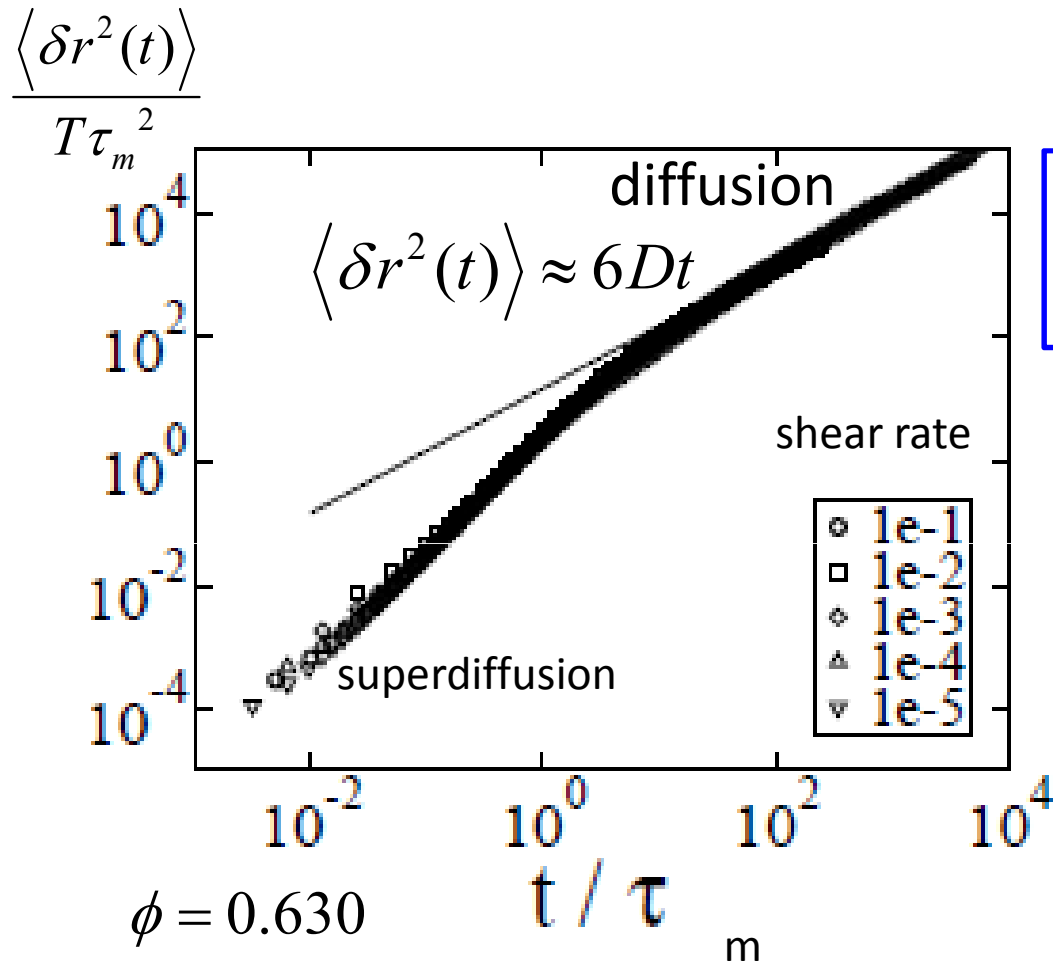 ⟨δr²(t)⟩
Tτₘ²
diffusion
⟨δr²(t)⟩ ≈ 6Dt
shear rate
superdiffusion
10⁴
10²
10⁰
10⁻²
10⁻⁴
1e-1
1e-2
1e-3
1e-4
1e-5
10⁻² 10⁰ 10² 10⁴
t / τₘ
ϕ = 0.630